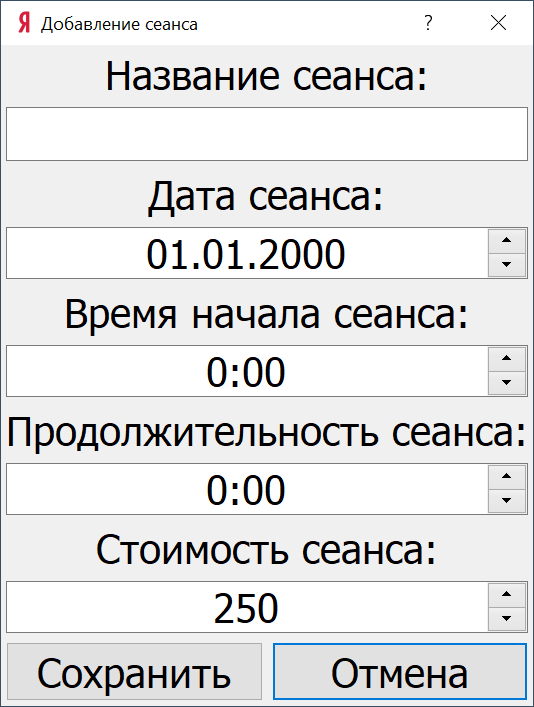 Я Добавление сеанса ?
Название сеанса:
Дата сеанса:
01.01.2000
Время начала сеанса:
0:00
Продолжительность сеанса:
0:00
Стоимость сеанса:
250
Сохранить Отмена